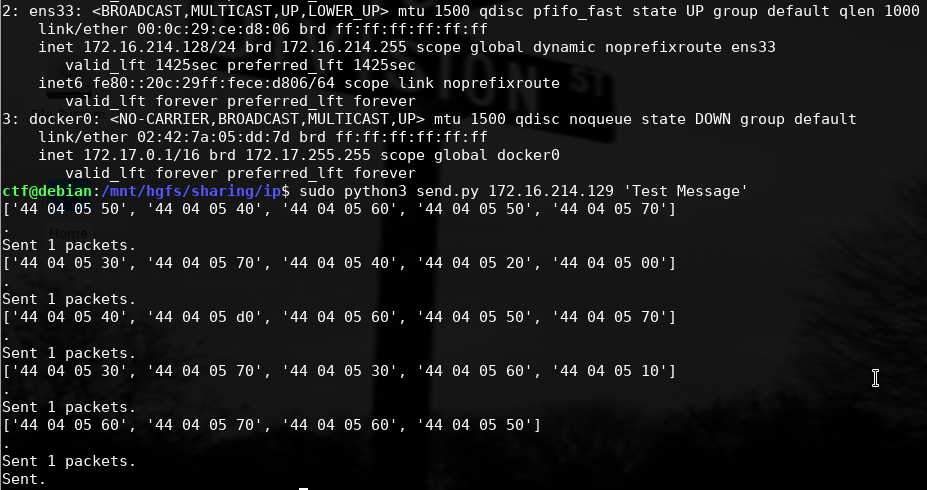 2: ens33: <BROADCAST,MULTICAST,UP,LOWER_UP> mtu 1500 qdisc pfifo_fast state UP group default qlen 1000
    link/ether 00:0c:29:ce:d8:06 brd ff:ff:ff:ff:ff:ff
    inet 172.16.214.128/24 brd 172.16.214.255 scope global dynamic noprefixroute ens33
       valid_lft 1425sec preferred_lft 1425sec
    inet6 fe80::20c:29ff:fece:d806/64 scope link noprefixroute
       valid_lft forever preferred_lft forever
3: docker0: <NO-CARRIER,BROADCAST,MULTICAST,UP> mtu 1500 qdisc noqueue state DOWN group default
    link/ether 02:42:7a:05:dd:7d brd ff:ff:ff:ff:ff:ff
    inet 172.17.0.1/16 brd 172.17.255.255 scope global docker0
       valid_lft forever preferred_lft forever
ctf@debian:/mnt/hgfs/sharing/ip$ sudo python3 send.py 172.16.214.129 'Test Message'
['44 04 05 50', '44 04 05 40', '44 04 05 60', '44 04 05 50', '44 04 05 70']
.
Home
Sent 1 packets.
['44 04 05 30', '44 04 05 70', '44 04 05 40', '44 04 05 20', '44 04 05 00']
.
Sent 1 packets.
['44 04 05 40', '44 04 05 d0', '44 04 05 60', '44 04 05 50', '44 04 05 70']
.
Sent 1 packets.
['44 04 05 30', '44 04 05 70', '44 04 05 30', '44 04 05 60', '44 04 05 10']
.
Sent 1 packets.
['44 04 05 60', '44 04 05 70', '44 04 05 60', '44 04 05 50']
.
Sent 1 packets.
Sent.
ST